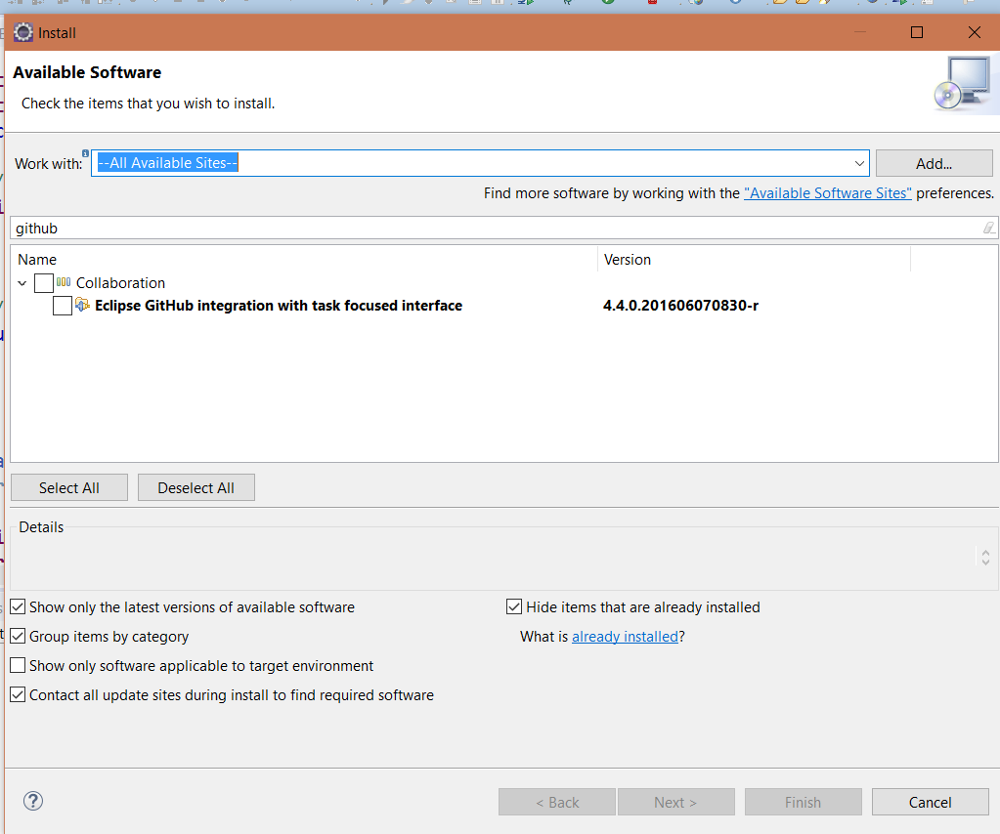 Install
Available Software
Check the items that you wish to install.
Work with: --All Available Sites-- Add...
Find more software by working with the "Available Software Sites" preferences.
github
Name Version
Collaboration
Eclipse GitHub integration with task focused interface 4.4.0.201606070830-r
Select All Deselect All
Details
Show only the latest versions of available software Hide items that are already installed
Group items by category What is already installed?
Show only software applicable to target environment
Contact all update sites during install to find required software
? < Back Next > Finish Cancel